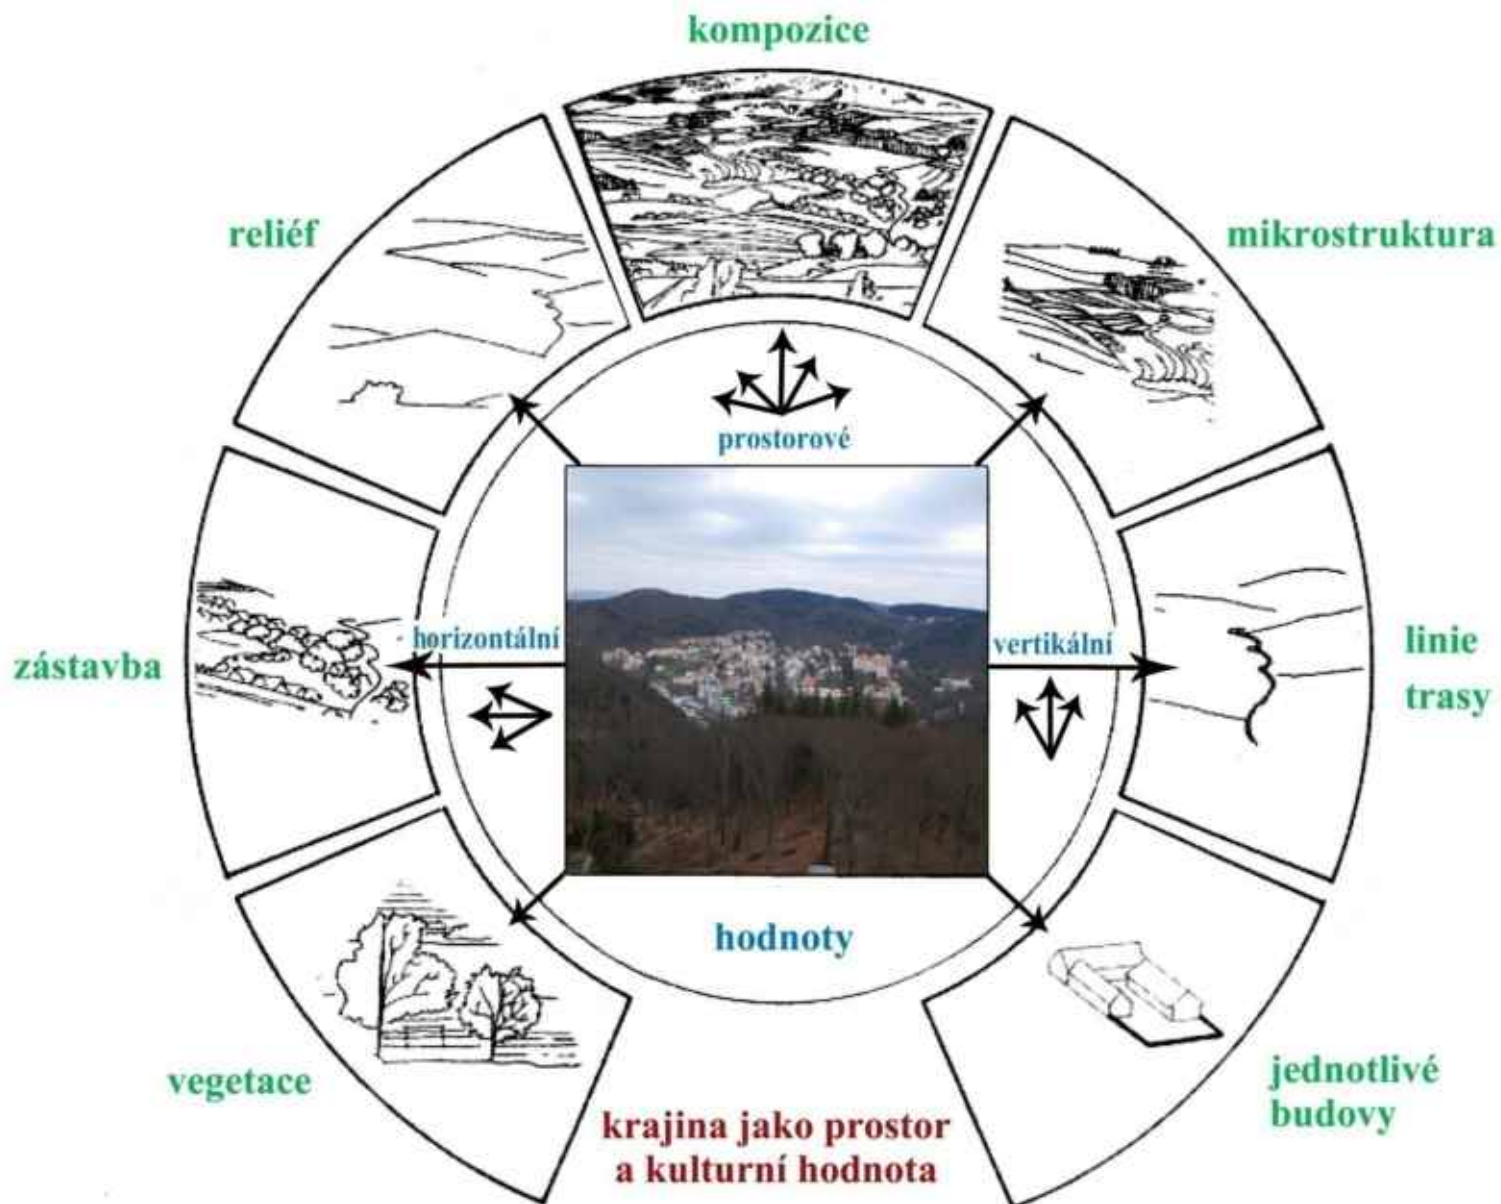 kompozice
reliéf
mikrostruktura
prostorové
horizontální
vertikální
zástavba
linie
trasy
hodnoty
vegetace
jednotlivé
budovy
krajina jako prostor
a kulturní hodnota